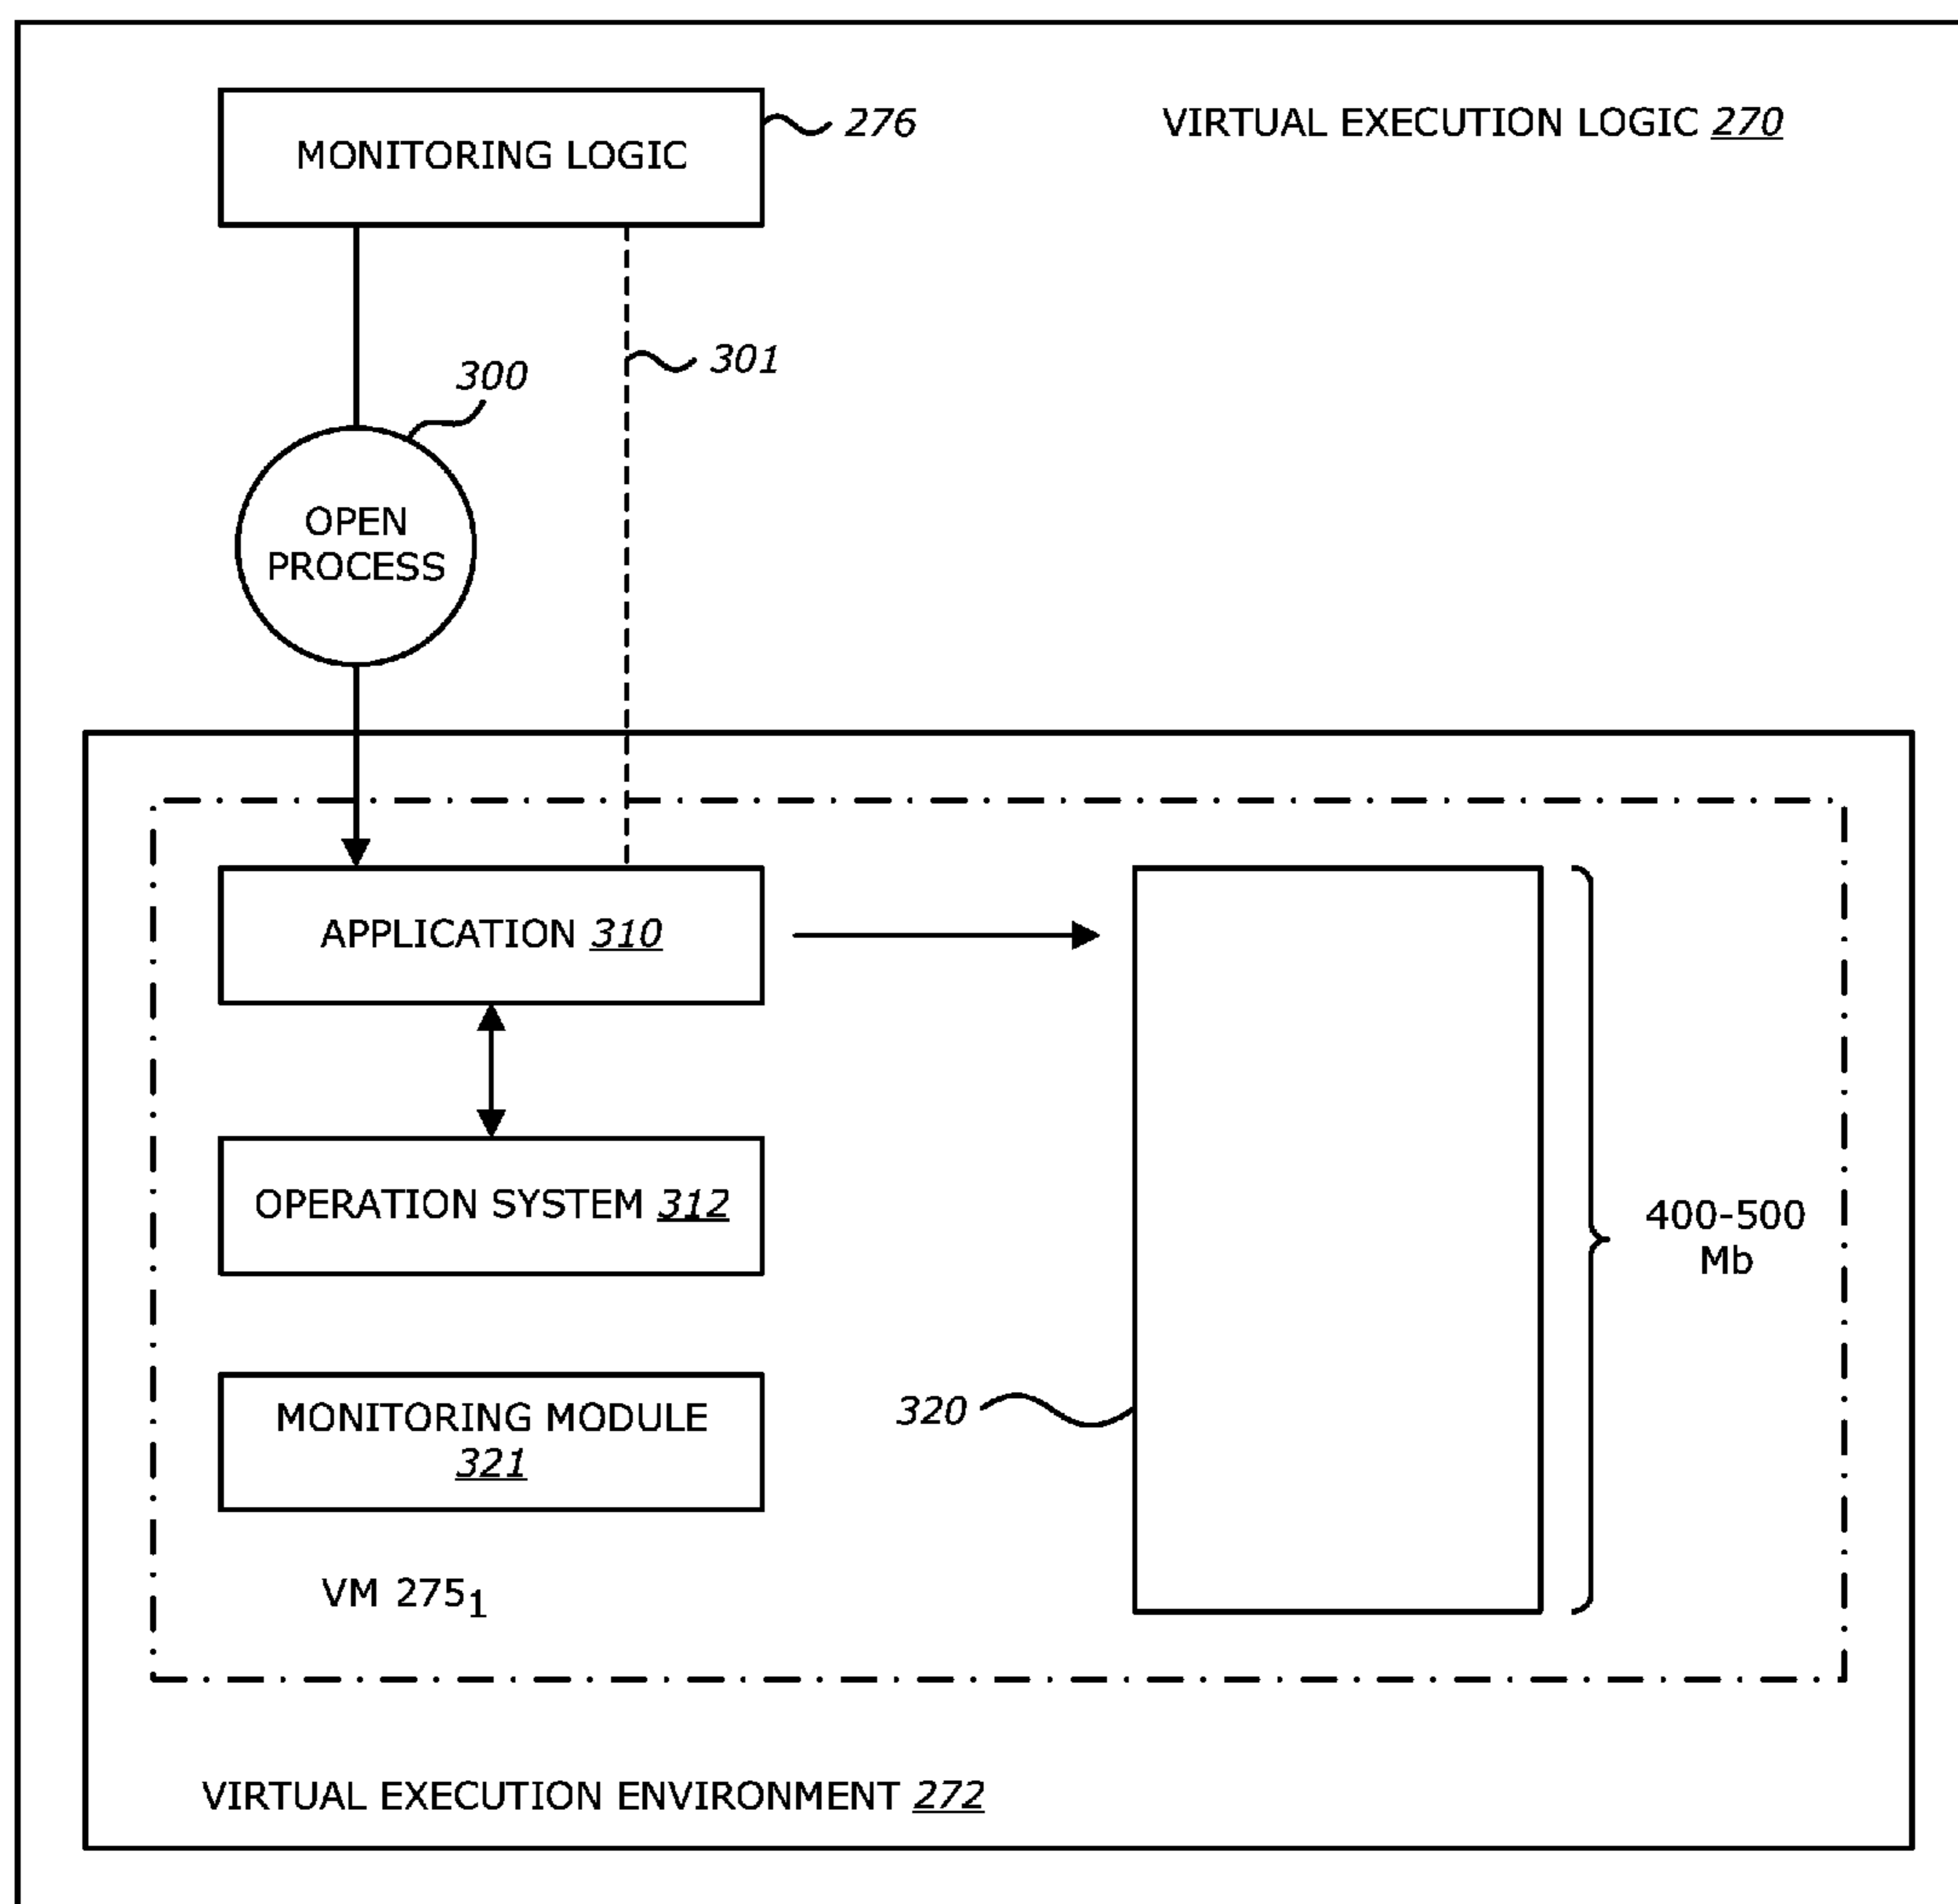 MONITORING LOGIC
276
VIRTUAL EXECUTION LOGIC 270
300
301
OPEN
PROCESS
APPLICATION 310
OPERATION SYSTEM 312
400-500
Mb
MONITORING MODULE
321
320
VM 275₁
VIRTUAL EXECUTION ENVIRONMENT 272